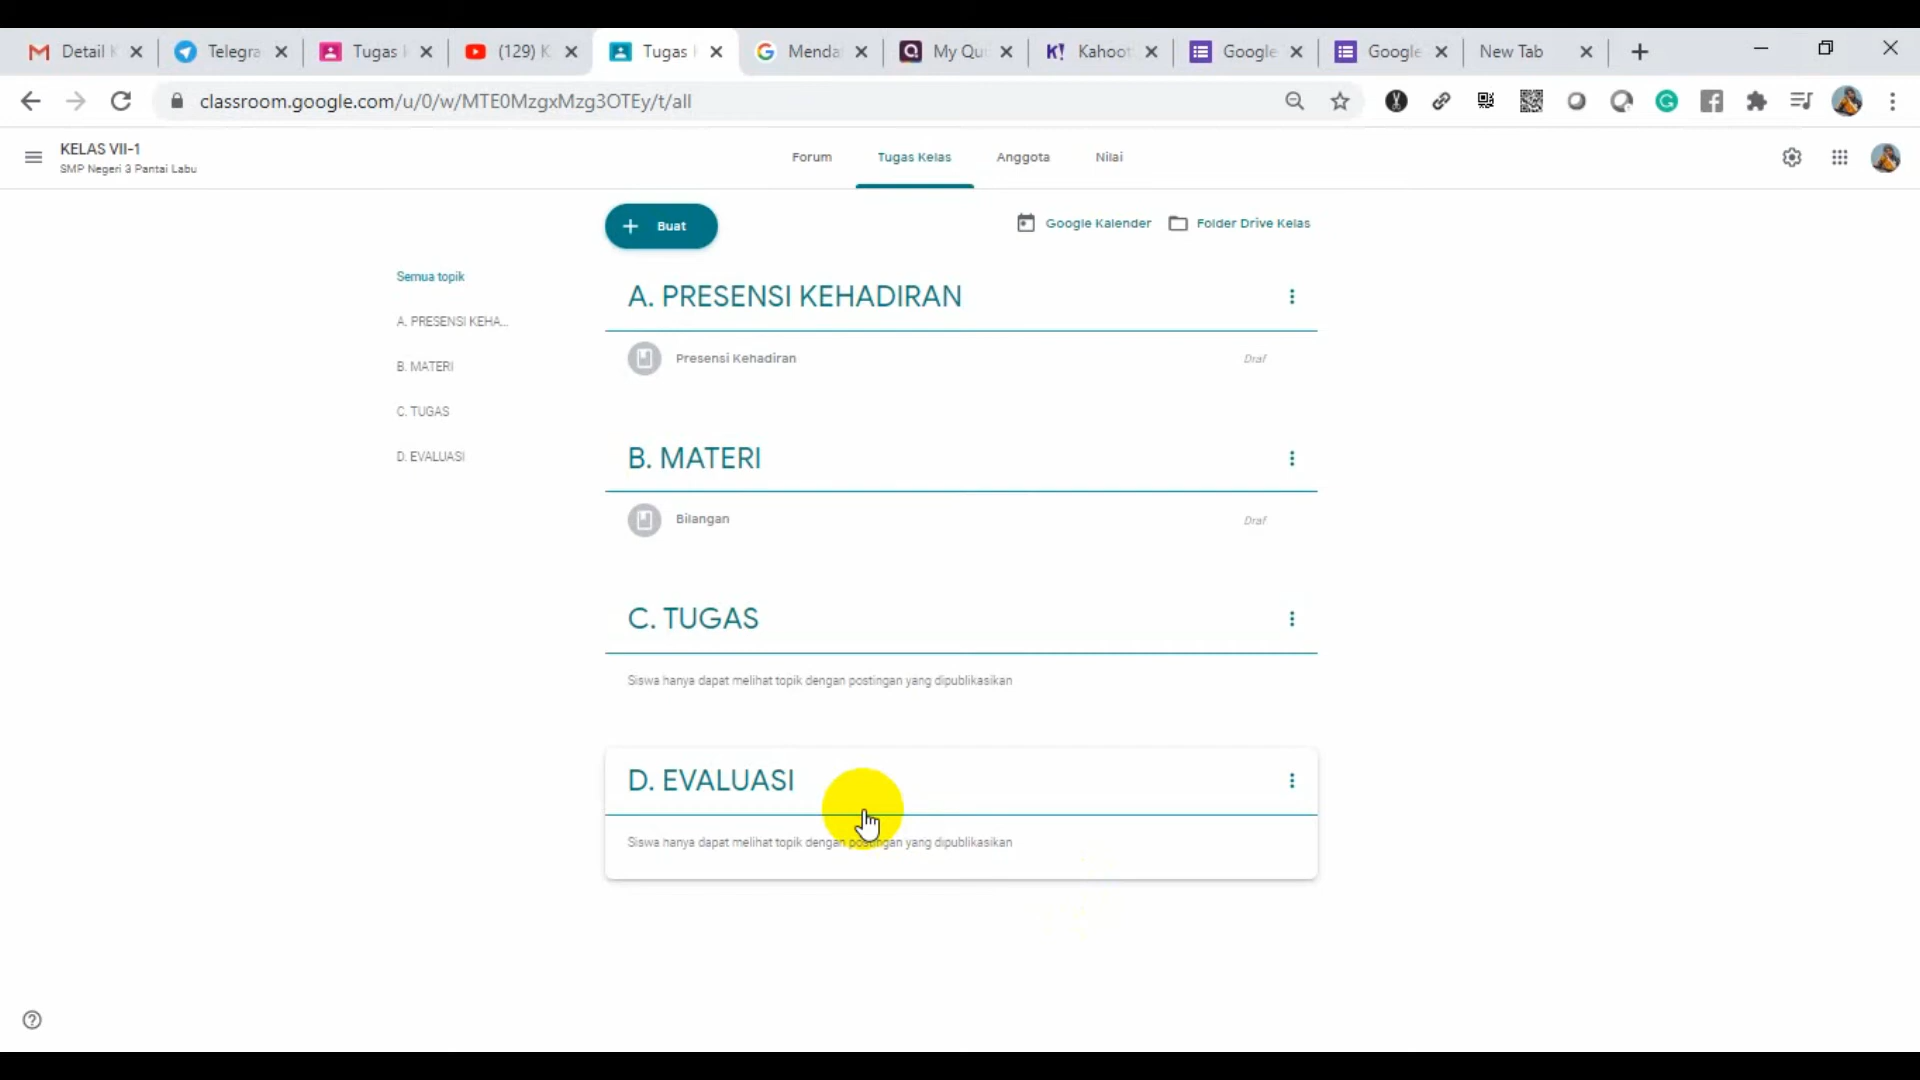 Detail K
Telegra
Tugas
(129) K
Tugas
Menda
My Qui
Kahoot
Google
Google
New Tab
classroom.google.com/u/0/w/MTE0MzgxMzg3OTEy/t/all
KELAS VII-1
SMP Negeri 3 Pantai Labu
Forum
Tugas Kelas
Anggota
Nilai
+ Buat
Google Kalender
Folder Drive Kelas
Semua topik
A. PRESENSI KEHA...
B. MATERI
C. TUGAS
D. EVALUASI
A. PRESENSI KEHADIRAN
Presensi Kehadiran
Draf
B. MATERI
Bilangan
Draf
C. TUGAS
Siswa hanya dapat melihat topik dengan postingan yang dipublikasikan
D. EVALUASI
Siswa hanya dapat melihat topik dengan postingan yang dipublikasikan